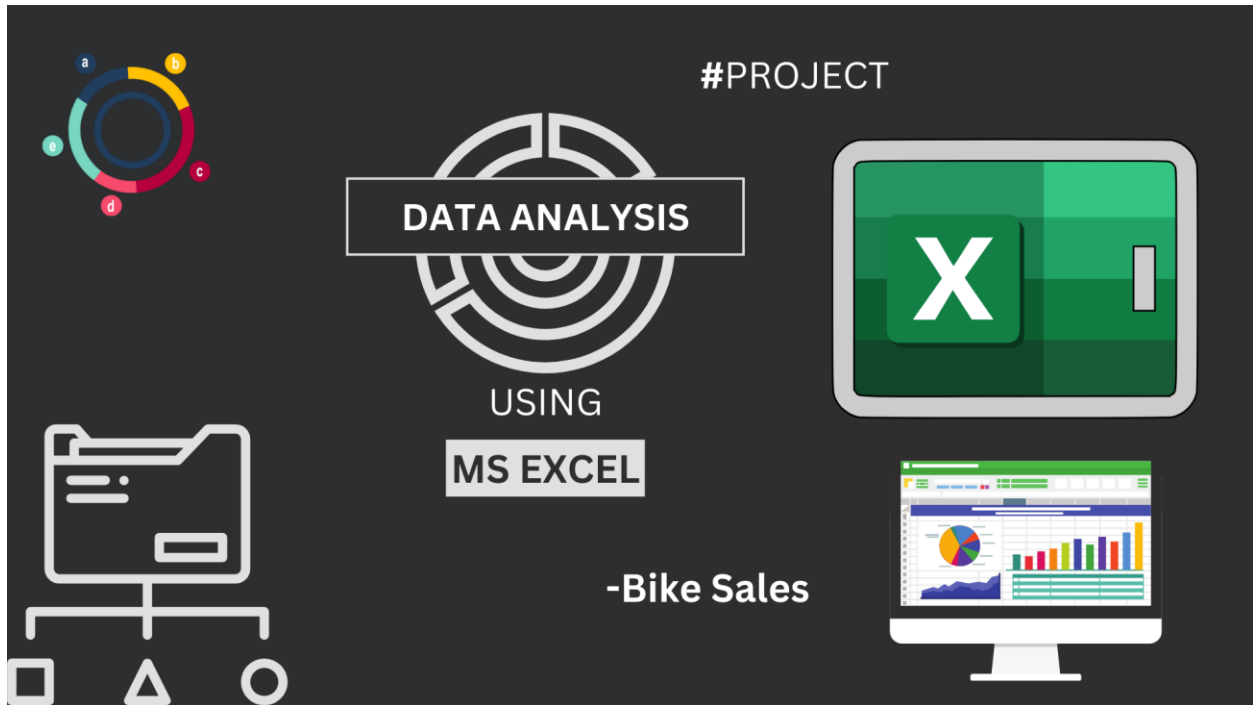 #PROJECT
a
b
c
d
e
DATA ANALYSIS
X
USING
MS EXCEL
-Bike Sales